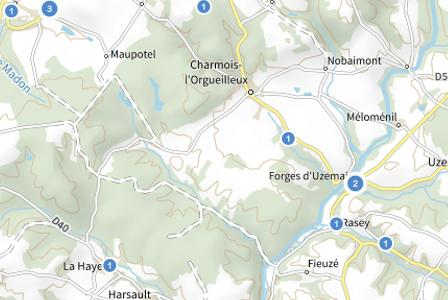 1
3
1
Maupotel
Madon
Charmois-
l'Orgueilleux
Nobaimont
D5
Méloménil
1
Forges d'Uzema
2
Uze
D40
1
Rasey
1
La Haye
1
Fieuzé
Harsault